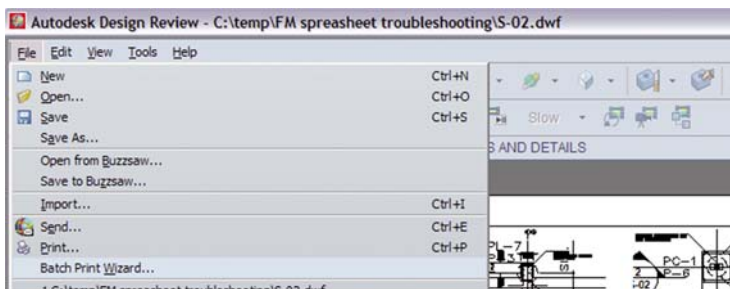 Autodesk Design Review - C:\temp\FM spreasheet troubleshooting\S-02.dwf
File Edit View Tools Help
New Ctrl+N
Open... Ctrl+O
Save Ctrl+S
Save As...
Slow
Open from Buzzsaw...
S AND DETAILS
Save to Buzzsaw...
Import... Ctrl+I
Send... Ctrl+E
Print... Ctrl+P
Batch Print Wizard...
PL-7
PC-1
P-6